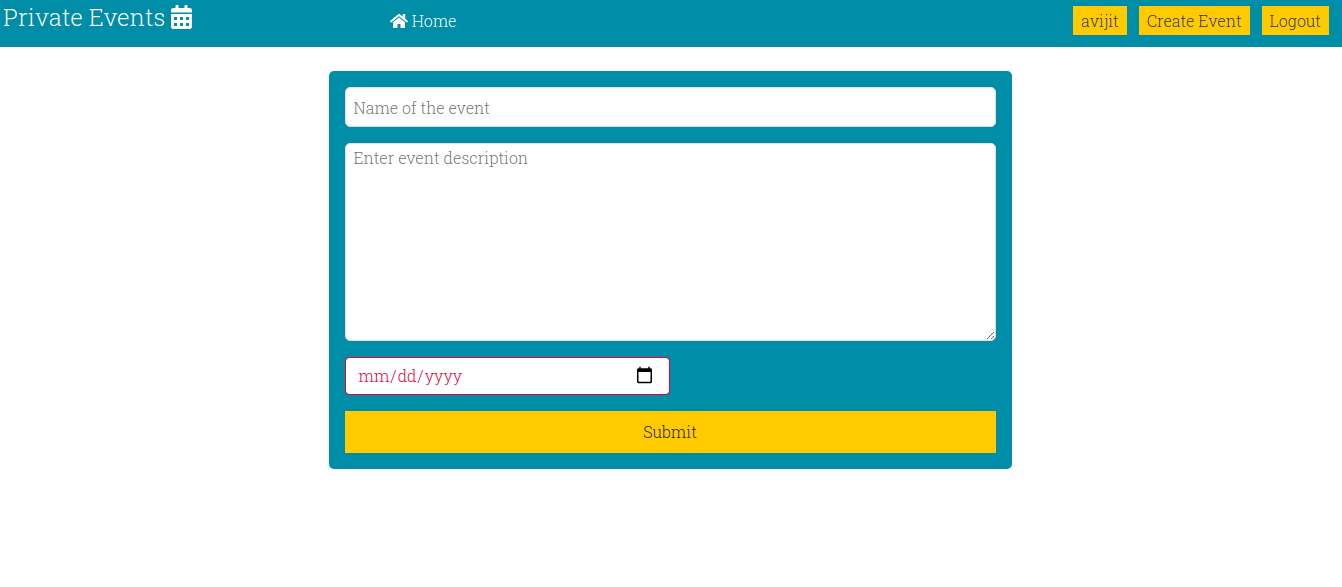 Private Events
Home
avijit
Create Event
Logout
Name of the event
Enter event description
mm/dd/yyyy
Submit